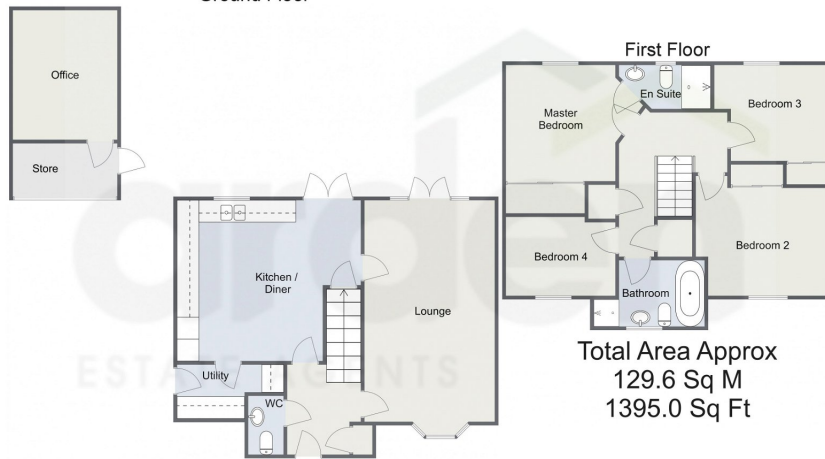 Ground Floor
Office
Store
Kitchen /
Diner
Lounge
Utility
WC
First Floor
En Suite
Master
Bedroom
Bedroom 3
Bedroom 2
Bedroom 4
Bathroom
Total Area Approx
129.6 Sq M
1395.0 Sq Ft
arden
ESTATE AGENTS